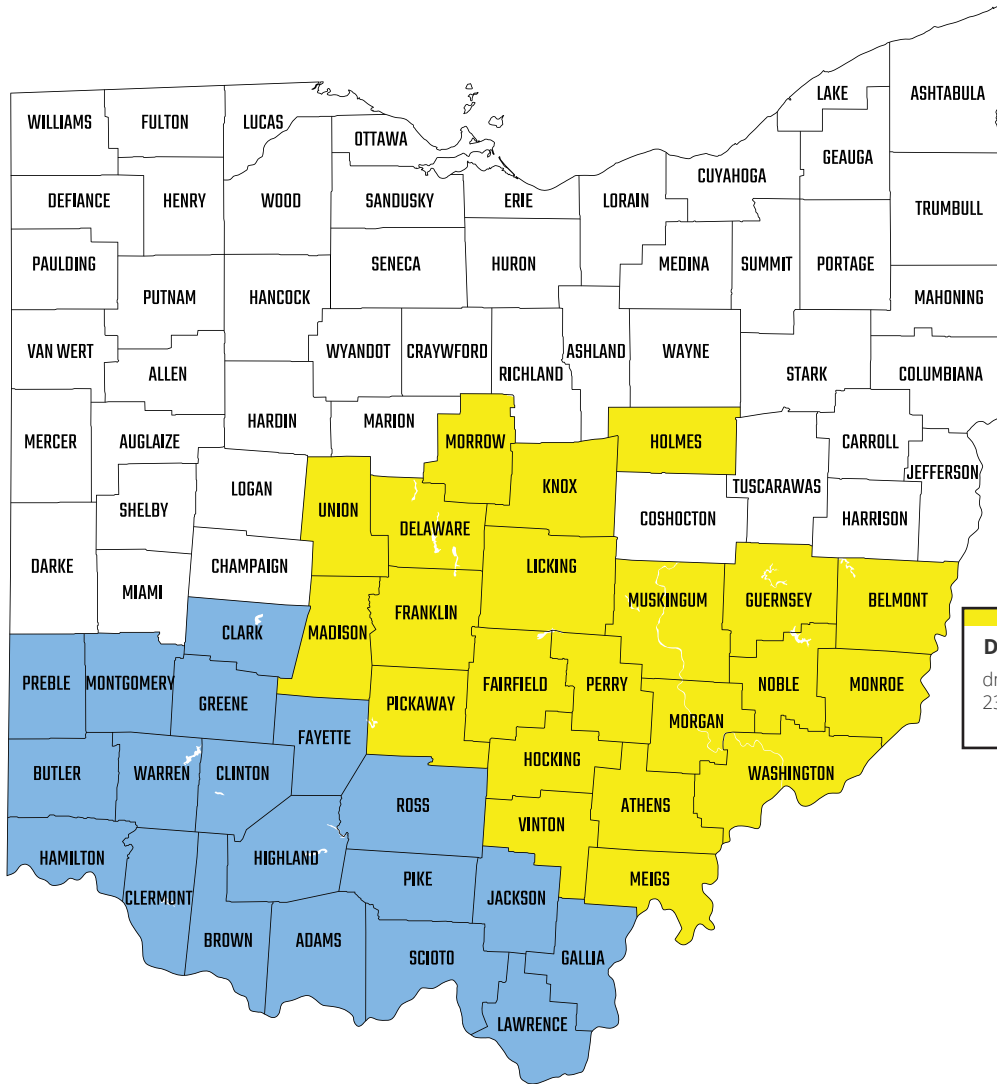 LAKE
ASHTABULA
WILLIAMS
FULTON
LUCAS
OTTAWA
GEAUGA
CUYAHOGA
DEFIANCE
HENRY
WOOD
SANDUSKY
ERIE
LORAIN
TRUMBULL
PAULDING
SENECA
HURON
MEDINA
SUMMIT
PORTAGE
PUTNAM
HANCOCK
MAHONING
VAN WERT
WYANDOT
CRAYWFORD
ASHLAND
WAYNE
ALLEN
RICHLAND
STARK
COLUMBIANA
MERCER
AUGLAIZE
HARDIN
MARION
MORROW
HOLMES
CARROLL
JEFFERSON
LOGAN
KNOX
TUSCARAWAS
SHELBY
UNION
DELAWARE
COSHOCTON
HARRISON
DARKE
CHAMPAIGN
LICKING
MIAMI
FRANKLIN
MUSKINGUM
GUERNSEY
BELMONT
CLARK
MADISON
PREBLE
MONTGOMERY
GREENE
PICKAWAY
FAIRFIELD
PERRY
NOBLE
MONROE
FAYETTE
MORGAN
BUTLER
WARREN
CLINTON
HOCKING
WASHINGTON
ROSS
ATHENS
VINTON
HAMILTON
HIGHLAND
PIKE
MEIGS
CLERMONT
JACKSON
BROWN
ADAMS
SCIOTO
GALLIA
LAWRENCE
D
dr
23